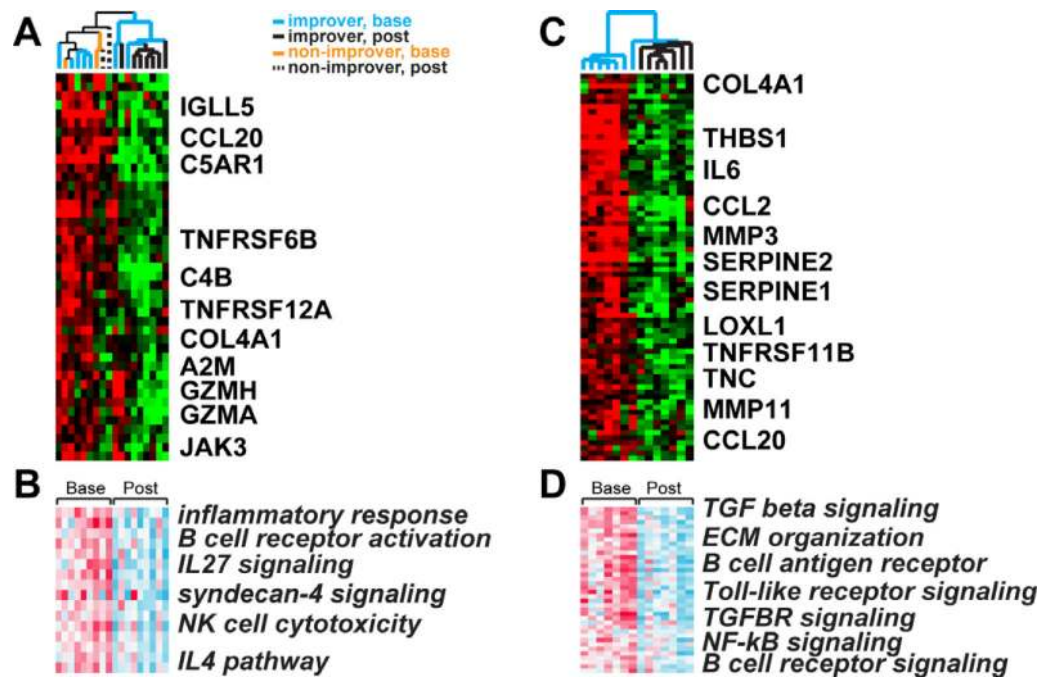 A
improver, base
improver, post
non-improver, base
non-improver, post
IGLL5
CCL20
C5AR1
TNFRSF6B
C4B
TNFRSF12A
COL4A1
A2M
GZMH
GZMA
JAK3
B
Base Post
inflammatory response
B cell receptor activation
IL27 signaling
syndecan-4 signaling
NK cell cytotoxicity
IL4 pathway
C
COL4A1
THBS1
IL6
CCL2
MMP3
SERPINE2
SERPINE1
LOXL1
TNFRSF11B
TNC
MMP11
CCL20
D
Base Post
TGF beta signaling
ECM organization
B cell antigen receptor
Toll-like receptor signaling
TGFBR signaling
NF-kB signaling
B cell receptor signaling